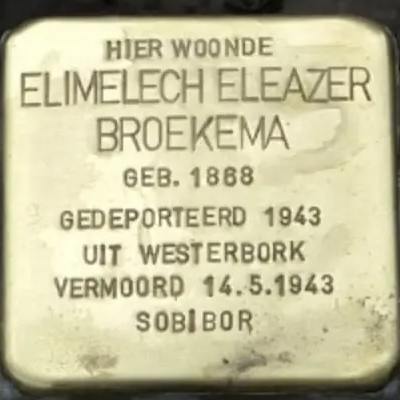 HIER WOONDE
ELIMELECH ELEAZER
BROEKEMA
GEB. 1868
GEDEPORTEERD 1943
UIT WESTERBORK
VERMOORD 14.5.1943
SOBIBOR